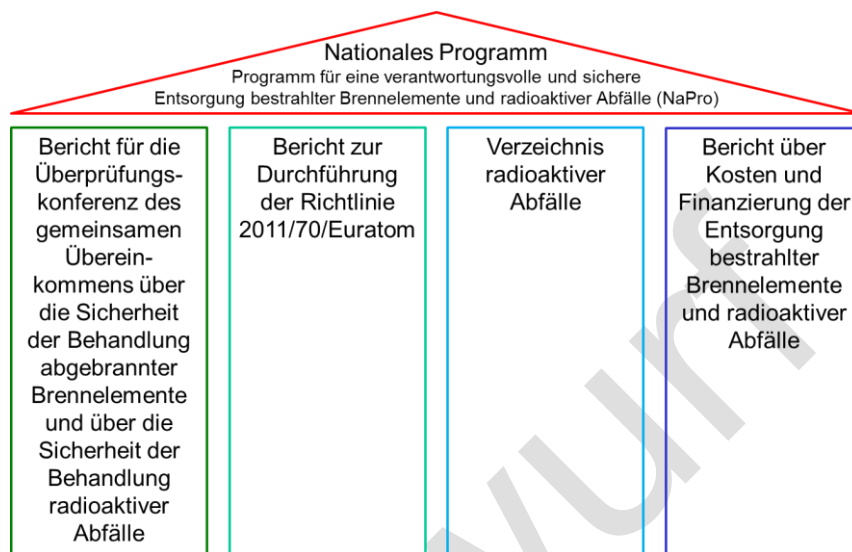 Nationales Programm
Programm für eine verantwortungsvolle und sichere
Entsorgung bestrahlter Brennelemente und radioaktiver Abfälle (NaPro)
Bericht für die
Überprüfungs-
konferenz des
gemeinsamen
Überein-
kommens über
die Sicherheit
der Behandlung
abgebrannter
Brennelemente
und über die
Sicherheit der
Behandlung
radioaktiver
Abfälle
Bericht zur
Durchführung
der Richtlinie
2011/70/Euratom
Verzeichnis
radioaktiver
Abfälle
Bericht über
Kosten und
Finanzierung der
Entsorgung
bestrahlter
Brennelemente
und radioaktiver
Abfälle
wurf